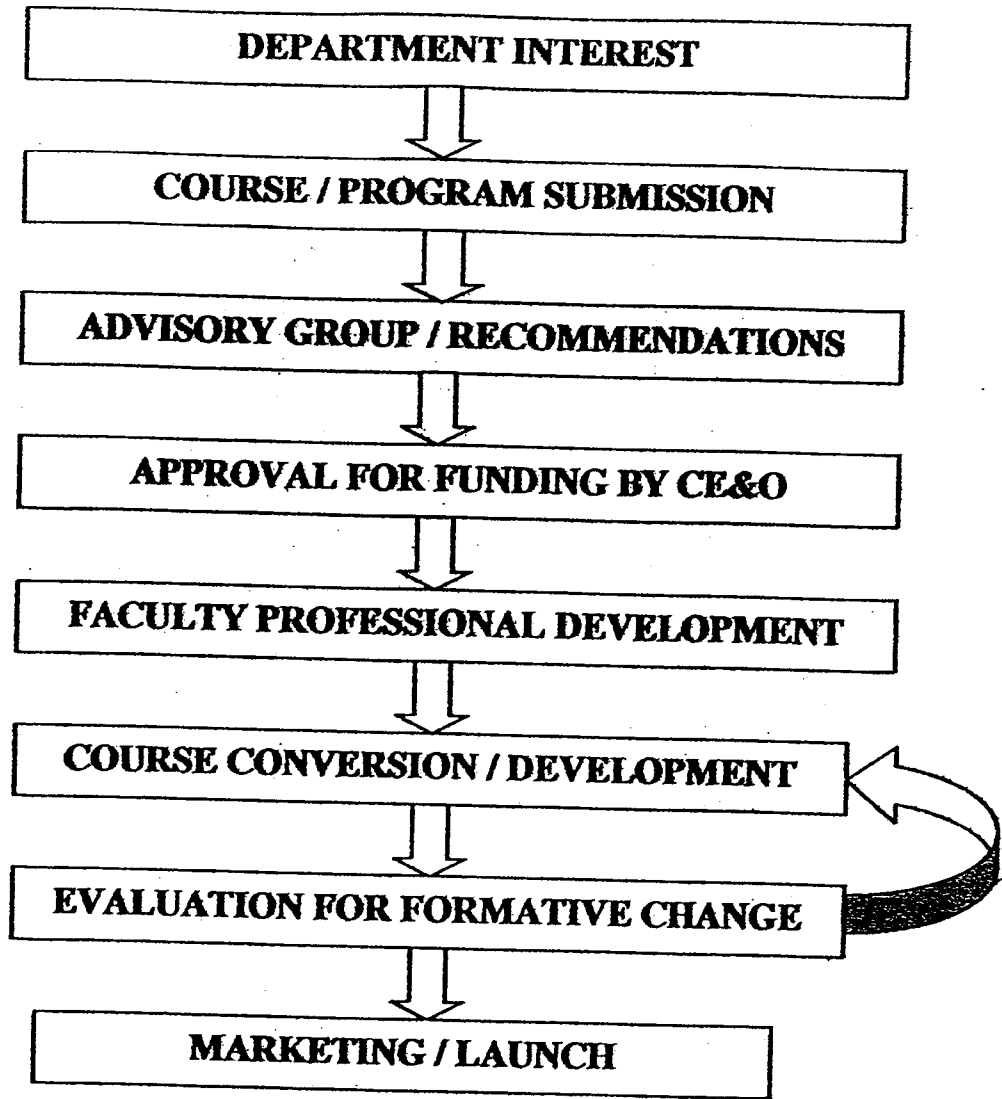 DEPARTMENT INTEREST
COURSE / PROGRAM SUBMISSION
ADVISORY GROUP / RECOMMENDATIONS
APPROVAL FOR FUNDING BY CE&O
FACULTY PROFESSIONAL DEVELOPMENT
COURSE CONVERSION / DEVELOPMENT
EVALUATION FOR FORMATIVE CHANGE
MARKETING / LAUNCH